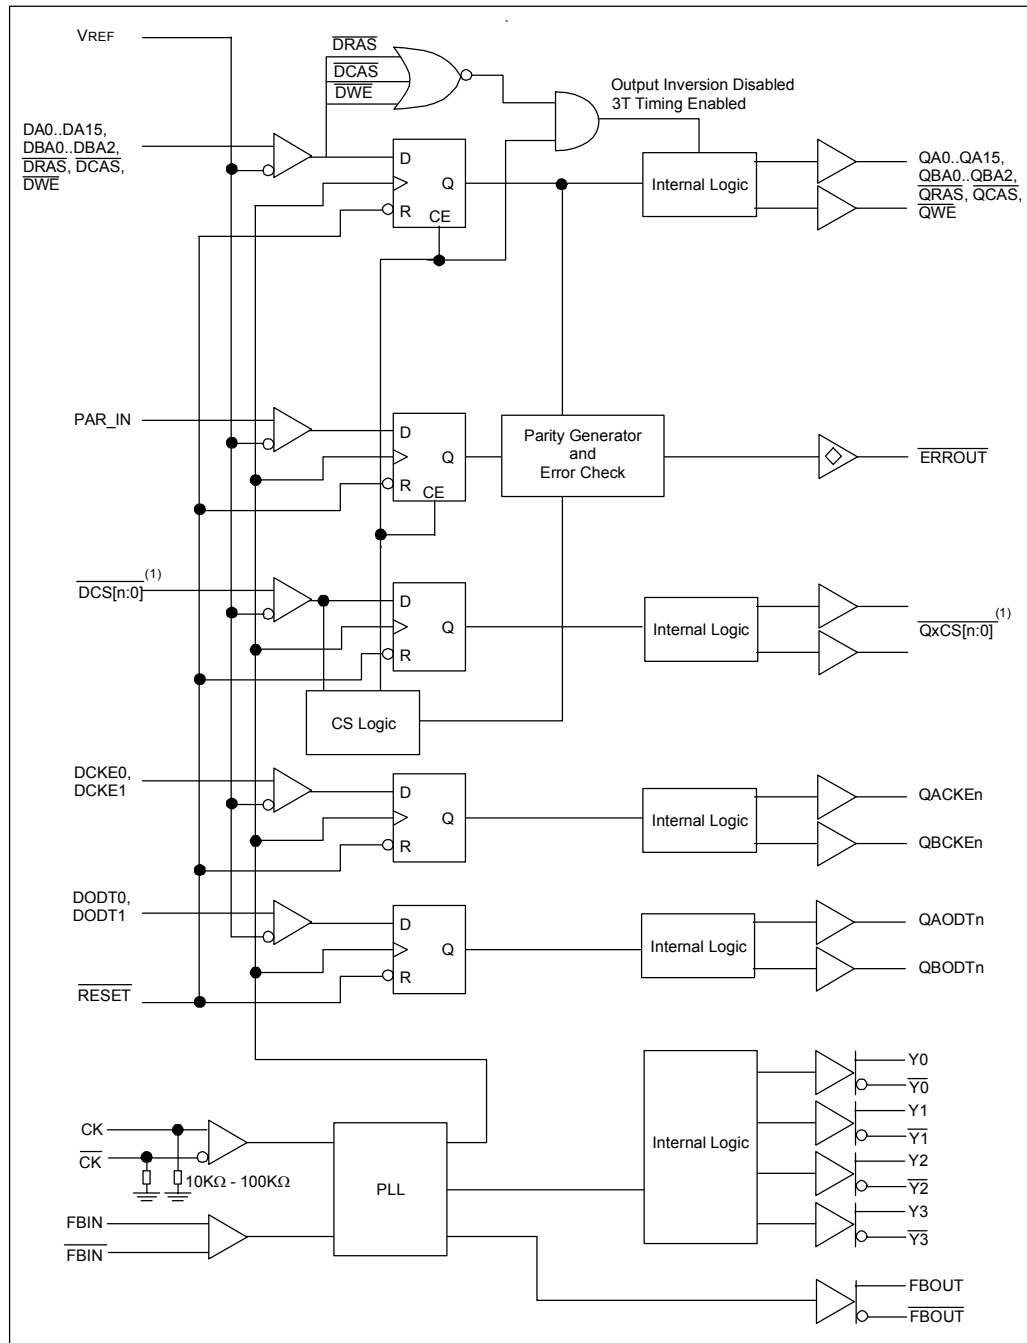 VREF
DRAS
DCAS
DWE
Output Inversion Disabled
3T Timing Enabled
DA0..DA15,
DBA0..DBA2,
DRAS, DCAS,
DWE
D
Q
R
CE
Internal Logic
QA0..QA15,
QBA0..QBA2,
QRAS, QCAS,
QWE
PAR_IN
D
Q
R
CE
Parity Generator
and
Error Check
ERROUT
DCS[n:0](1)
D
Q
R
Internal Logic
QxCS[n:0](1)
CS Logic
DCKE0,
DCKE1
D
Q
R
Internal Logic
QACKEn
QBCKEn
DODT0,
DODT1
D
Q
R
Internal Logic
QAODTn
QBODTn
RESET
CK
CK
10KΩ - 100KΩ
FBIN
FBIN
PLL
Internal Logic
Y0
Y0
Y1
Y1
Y2
Y2
Y3
Y3
FBOUT
FBOUT